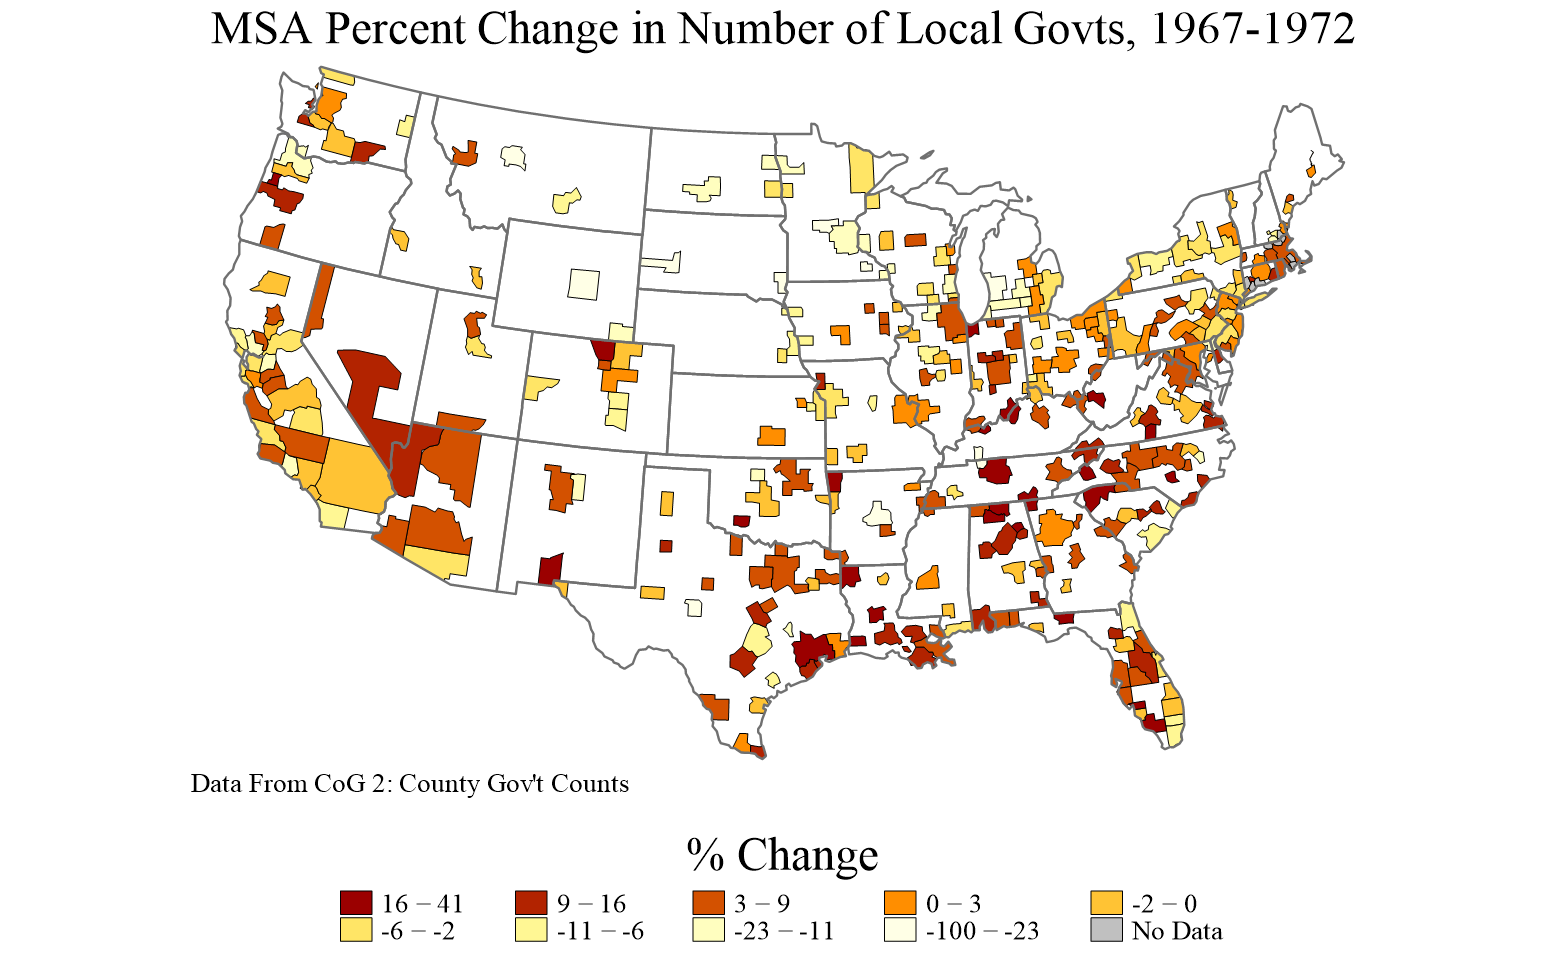 MSA Percent Change in Number of Local Govts, 1967-1972
Data From CoG 2: County Gov't Counts
% Change
16 − 41 9 − 16 3 − 9 0 − 3 -2 − 0
-6 − -2 -11 − -6 -23 − -11 -100 − -23 No Data